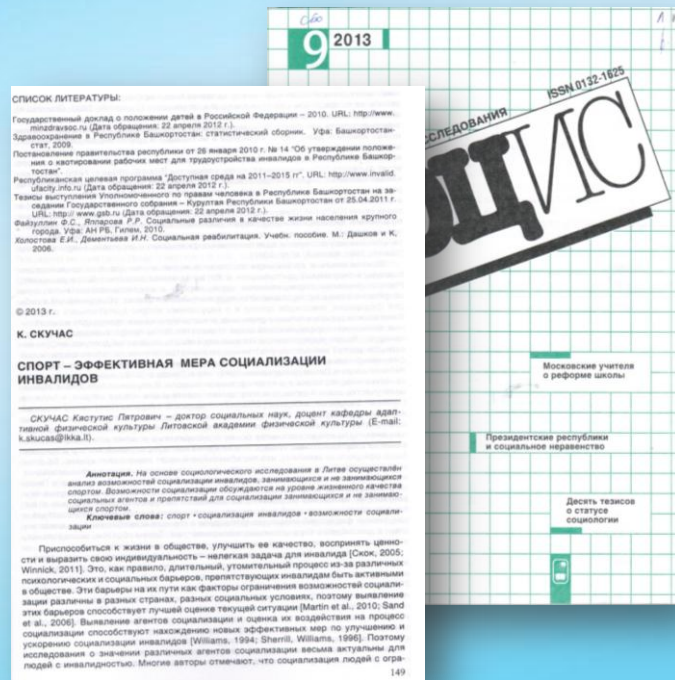 9 2013
ISSN 0132-1625
ССЛЕДОВАНИЯ
ЦИС
Московские учителя
о реформе школы
Президентские республики
и социальное неравенство
Десять тезисов
о статусе
социологии
СПИСОК ЛИТЕРАТУРЫ:
Государственный доклад о положении детей в Российской Федерации – 2010. URL: http://www.
minzdravsoc.ru (Дата обращения: 22 апреля 2012 г.).
Здравоохранение в Республике Башкортостан: статистический сборник. Уфа: Башкортостан-
стат, 2009.
Постановление правительства республики от 26 января 2010 г. № 14 "Об утверждении положе-
ния о квотировании рабочих мест для трудоустройства инвалидов в Республике Башкор-
тостан".
Республиканская целевая программа "Доступная среда на 2011–2015 гг". URL: http://www.invalid.
ufacity.info.ru (Дата обращения: 22 апреля 2012 г.).
Тезисы выступления Уполномоченного по правам человека в Республике Башкортостан на за-
седании Государственного собрания – Курултая Республики Башкортостан от 25.04.2011 г.
URL: http:// www.gsb.ru (Дата обращения: 22 апреля 2012 г.).
Файзуллин Ф.С., Яппарова Р.Р. Социальные различия в качестве жизни населения крупного
города. Уфа: АН РБ, Гилем, 2010.
Холостова Е.И., Дементьева И.Н. Социальная реабилитация. Учебн. пособие. М.: Дашков и К,
2006.
© 2013 г.
К. СКУЧАС
СПОРТ – ЭФФЕКТИВНАЯ МЕРА СОЦИАЛИЗАЦИИ
ИНВАЛИДОВ
СКУЧАС Кястутис Пятрович – доктор социальных наук, доцент кафедры адап-
тивной физической культуры Литовской академии физической культуры (E-mail:
k.skucas@lkka.lt).
Аннотация. На основе социологического исследования в Литве осуществлён
анализ возможностей социализации инвалидов, занимающихся и не занимающихся
спортом. Возможности социализации обсуждаются на уровне жизненного качества
социальных агентов и препятствий для социализации занимающихся и не занимаю-
щихся спортом.
Ключевые слова: спорт • социализация инвалидов • возможности социали-
зации
Приспособиться к жизни в обществе, улучшить ее качество, воспринять ценно-
сти и выразить свою индивидуальность – нелегкая задача для инвалида [Скок, 2005;
Winnick, 2011]. Это, как правило, длительный, утомительный процесс из-за различных
психологических и социальных барьеров, препятствующих инвалидам быть активными
в обществе. Эти барьеры на их пути как факторы ограничения возможностей социали-
зации различны в разных странах, разных социальных условиях, поэтому выявление
этих барьеров способствует лучшей оценке текущей ситуации [Martin et al., 2010; Sand
et al., 2006]. Выявление агентов социализации и оценка их воздействия на процесс
социализации способствуют нахождению новых эффективных мер по улучшению и
ускорению социализации инвалидов [Williams, 1994; Sherrill, Williams, 1996]. Поэтому
исследования о значении различных агентов социализации весьма актуальны для
людей с инвалидностью. Многие авторы отмечают, что социализация людей с огра-
149